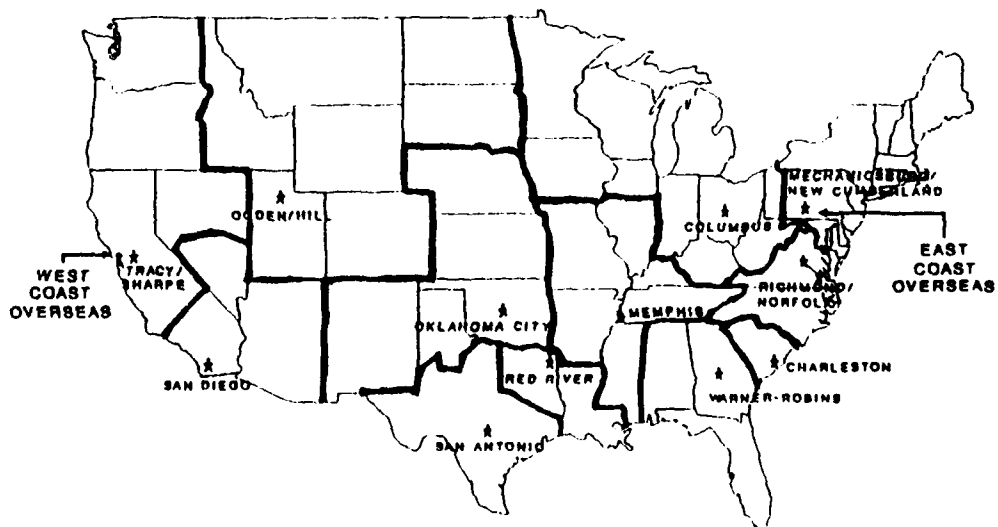 MECHANICSBURG/
NEW CUMBERLAND
OGDEN/HILL
COLUMBUS
EAST
COAST
OVERSEAS
WEST
COAST
OVERSEAS
TRACY/
SHARPE
RICHMOND/
NORFOLK
MEMPHIS
OKLAHOMA CITY
CHARLESTON
SAN DIEGO
RED RIVER
WARNER-ROBINS
SAN ANTONIO